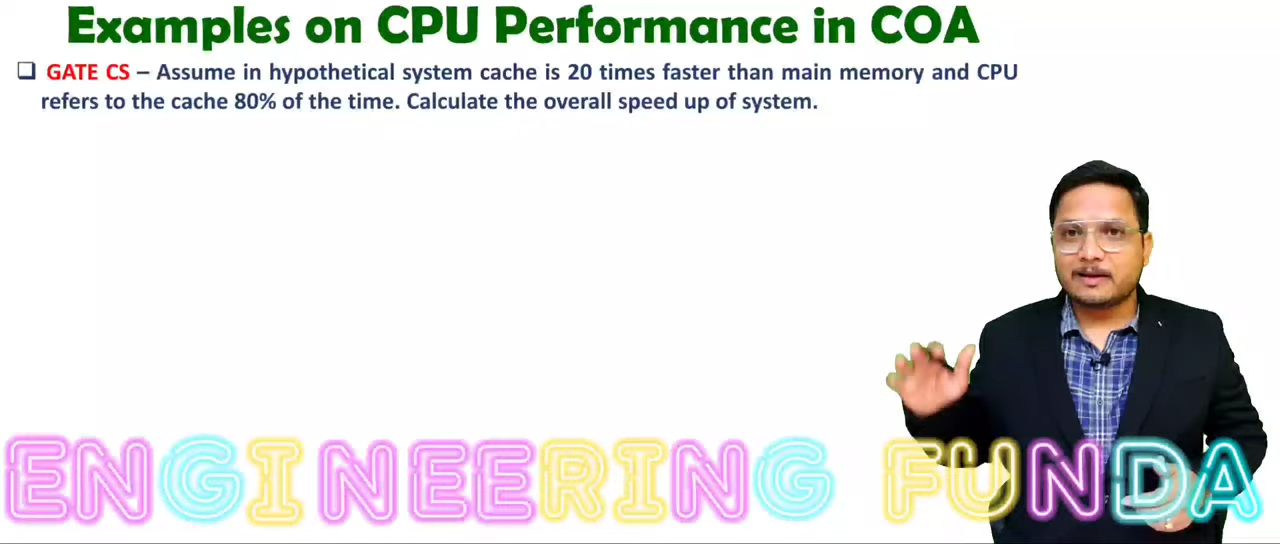 Examples on CPU Performance in COA
❑ GATE CS – Assume in hypothetical system cache is 20 times faster than main memory and CPU
refers to the cache 80% of the time. Calculate the overall speed up of system.
ENGINEERING FUNDA